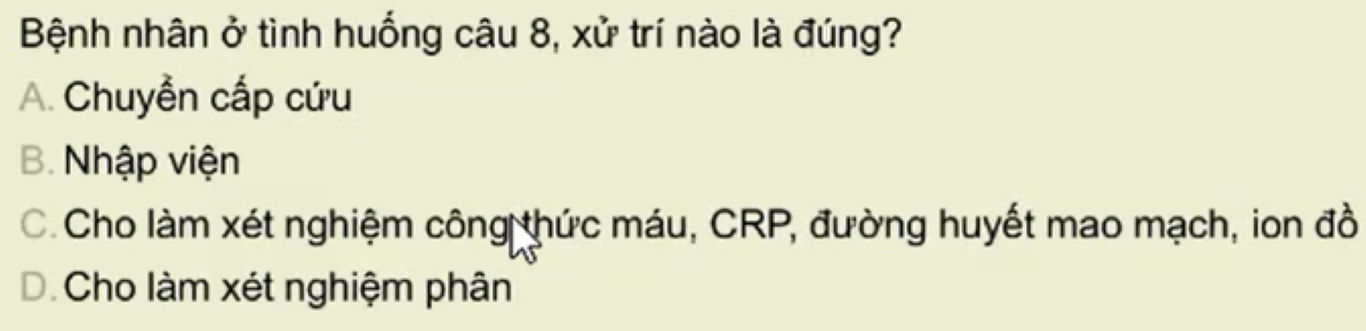 Bệnh nhân ở tình huống câu 8, xử trí nào là đúng?
A. Chuyển cấp cứu
B. Nhập viện
C. Cho làm xét nghiệm công thức máu, CRP, đường huyết mao mạch, ion đồ
D. Cho làm xét nghiệm phân